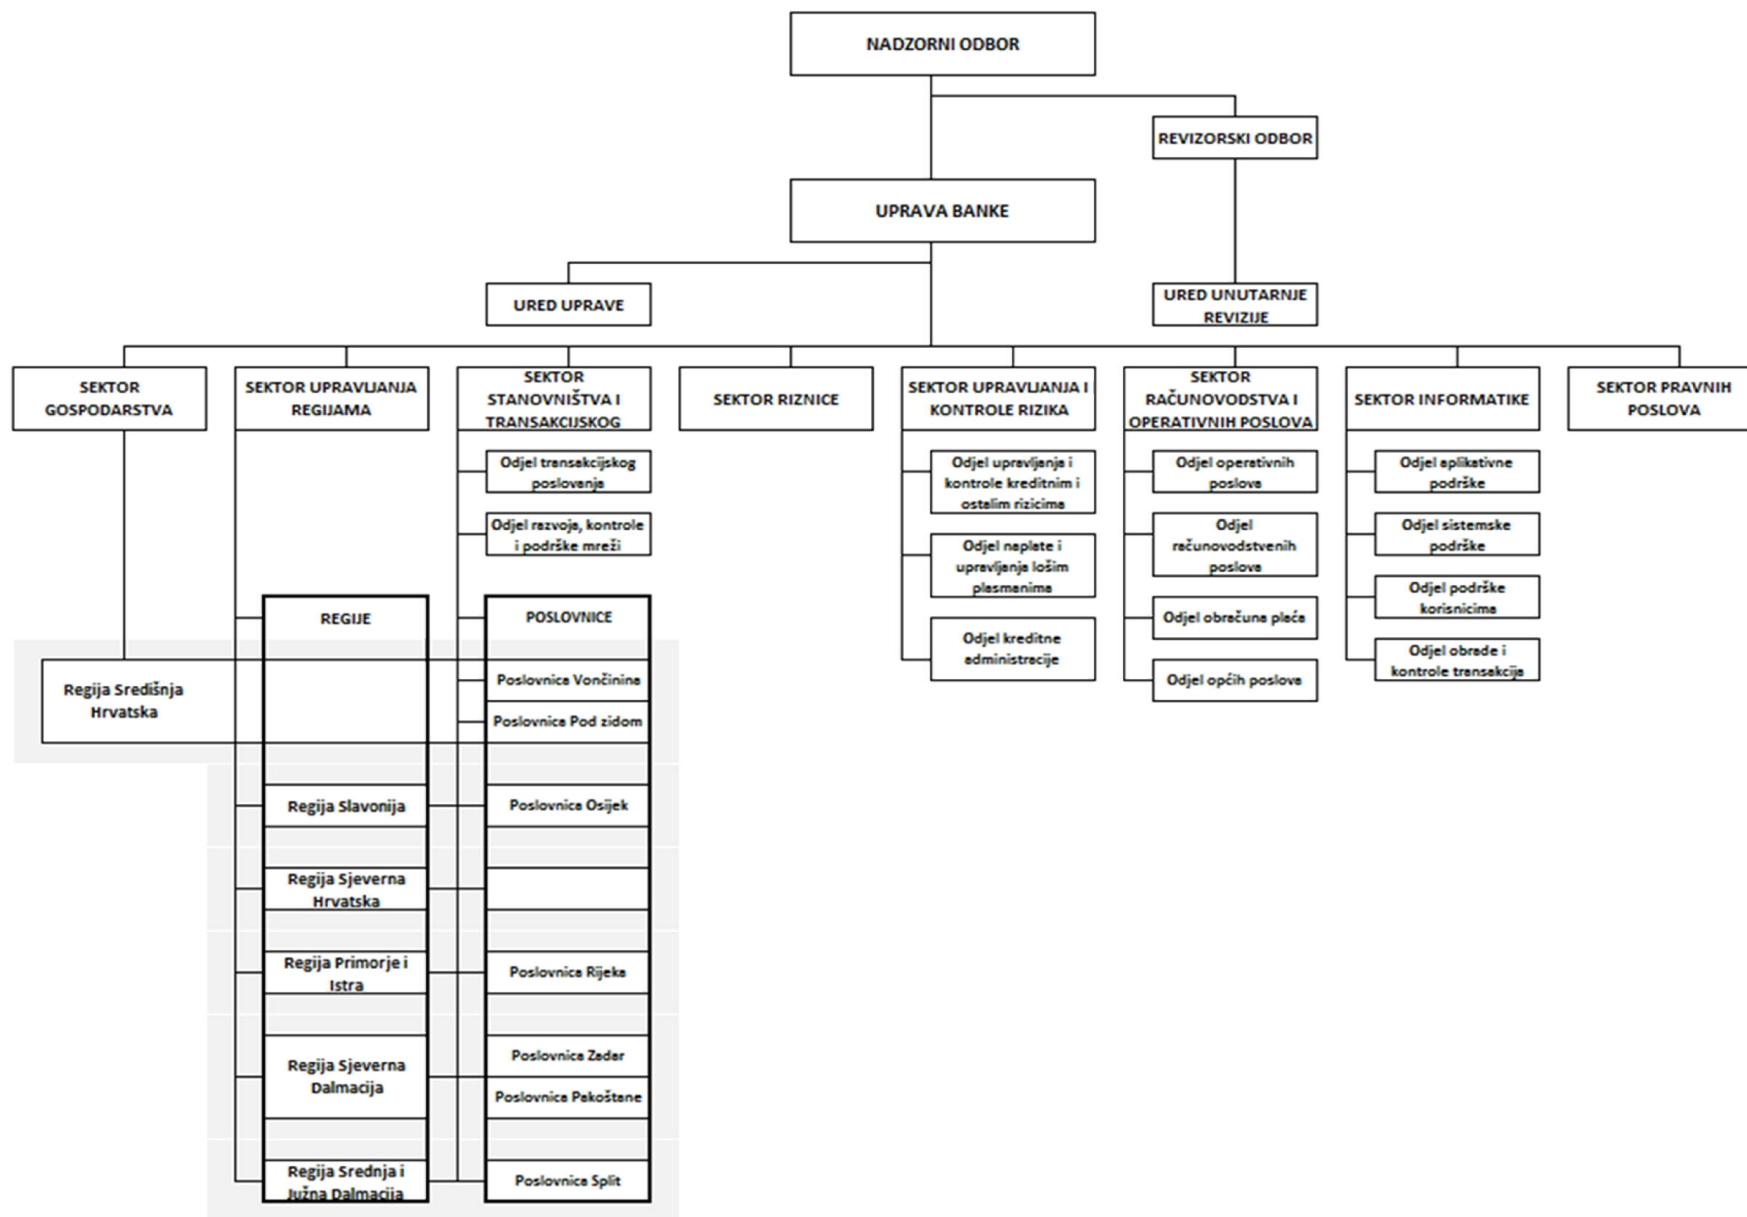 NADZORNI ODBOR
REVIZORSKI ODBOR
UPRAVA BANKE
URED UPRAVE
URED UNUTARNJE
REVIZIJE
SEKTOR
GOSPODARSTVA
SEKTOR UPRAVLJANJA
REGIJAMA
SEKTOR
STANOVNIŠTVA I
TRANSAKCIJSKOG
SEKTOR RIZNICE
SEKTOR UPRAVLJANJA I
KONTROLE RIZIKA
SEKTOR
RAČUNOVODSTVA I
OPERATIVNIH POSLOVA
SEKTOR INFORMATIKE
SEKTOR PRAVNIH
POSLOVA
Odjel transakcijskog
poslovanja
Odjel razvoja, kontrole
i podrške mreži
Odjel upravljanja i
kontrole kreditnim i
ostalim rizicima
Odjel naplate i
upravljanja lošim
plasmanima
Odjel kreditne
administracije
Odjel operativnih
poslova
Odjel
računovodstvenih
poslova
Odjel obračuna plaća
Odjel općih poslova
Odjel aplikativne
podrške
Odjel sistemske
podrške
Odjel podrške
korisnicima
Odjel obrade i
kontrole transakcija
REGIJE
POSLOVNICE
Regija Središnja
Hrvatska
Poslovnica Vončinina
Poslovnica Pod zidom
Regija Slavonija
Poslovnica Osijek
Regija Sjeverna
Hrvatska
Regija Primorje i
Istra
Poslovnica Rijeka
Regija Sjeverna
Dalmacija
Poslovnica Zadar
Poslovnica Pakoštane
Regija Srednja i
Južna Dalmacija
Poslovnica Split